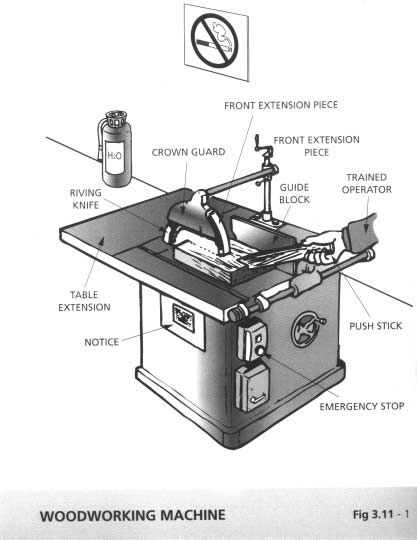 FRONT EXTENSION PIECE
H₂O
CROWN GUARD
FRONT EXTENSION
PIECE
TRAINED
OPERATOR
RIVING
KNIFE
GUIDE
BLOCK
TABLE
EXTENSION
NOTICE
PUSH STICK
EMERGENCY STOP
WOODWORKING MACHINE
Fig 3.11 - 1